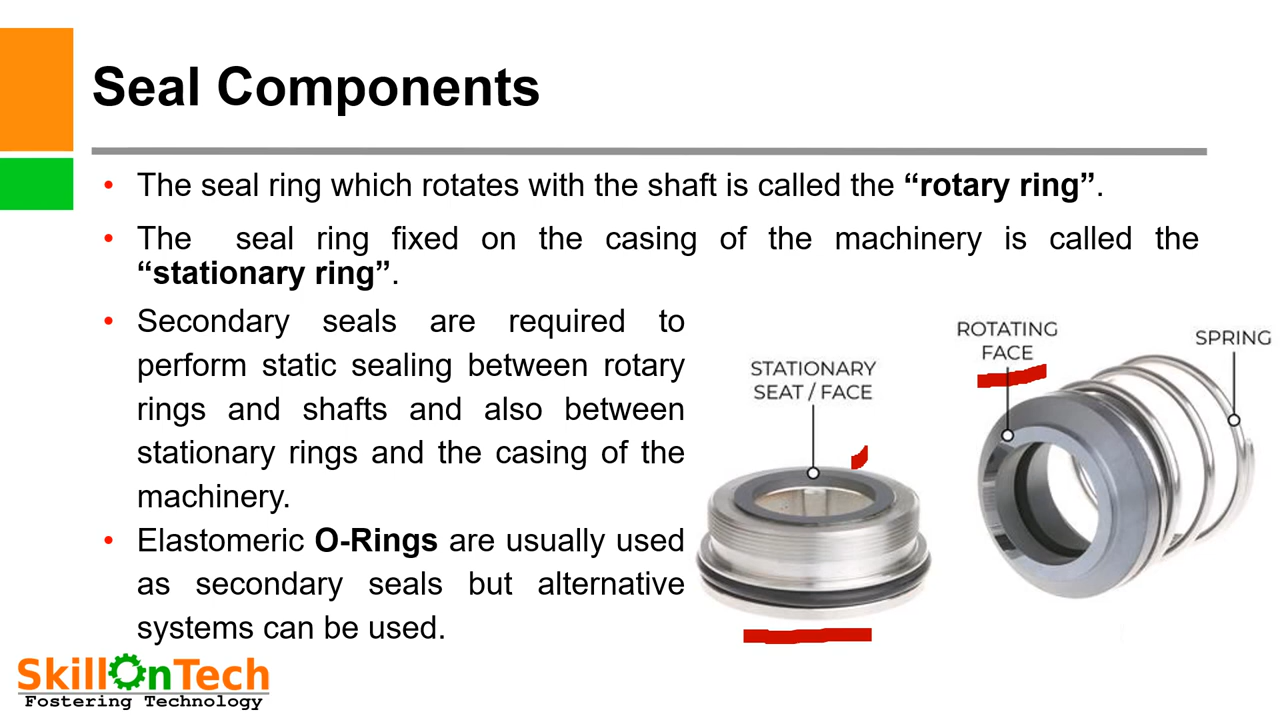 Seal Components
• The seal ring which rotates with the shaft is called the “rotary ring”.
• The seal ring fixed on the casing of the machinery is called the
“stationary ring”.
• Secondary seals are required to
perform static sealing between rotary
rings and shafts and also between
stationary rings and the casing of the
machinery.
• Elastomeric O-Rings are usually used
as secondary seals but alternative
systems can be used.
STATIONARY
SEAT / FACE
ROTATING
FACE
SPRING
SkillOnTech
Fostering Technology